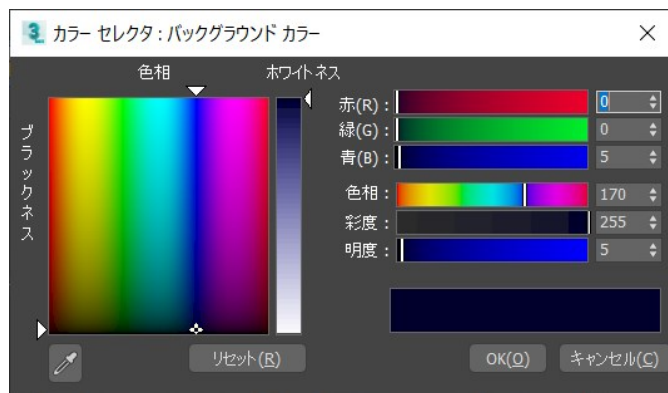 カラー セレクタ : バックグラウンド カラー
色相
ホワイトネス
ブラックネス
赤(R) :
0
緑(G) :
0
青(B) :
5
色相 :
170
彩度 :
255
明度 :
5
リセット(R)
OK(O)
キャンセル(C)